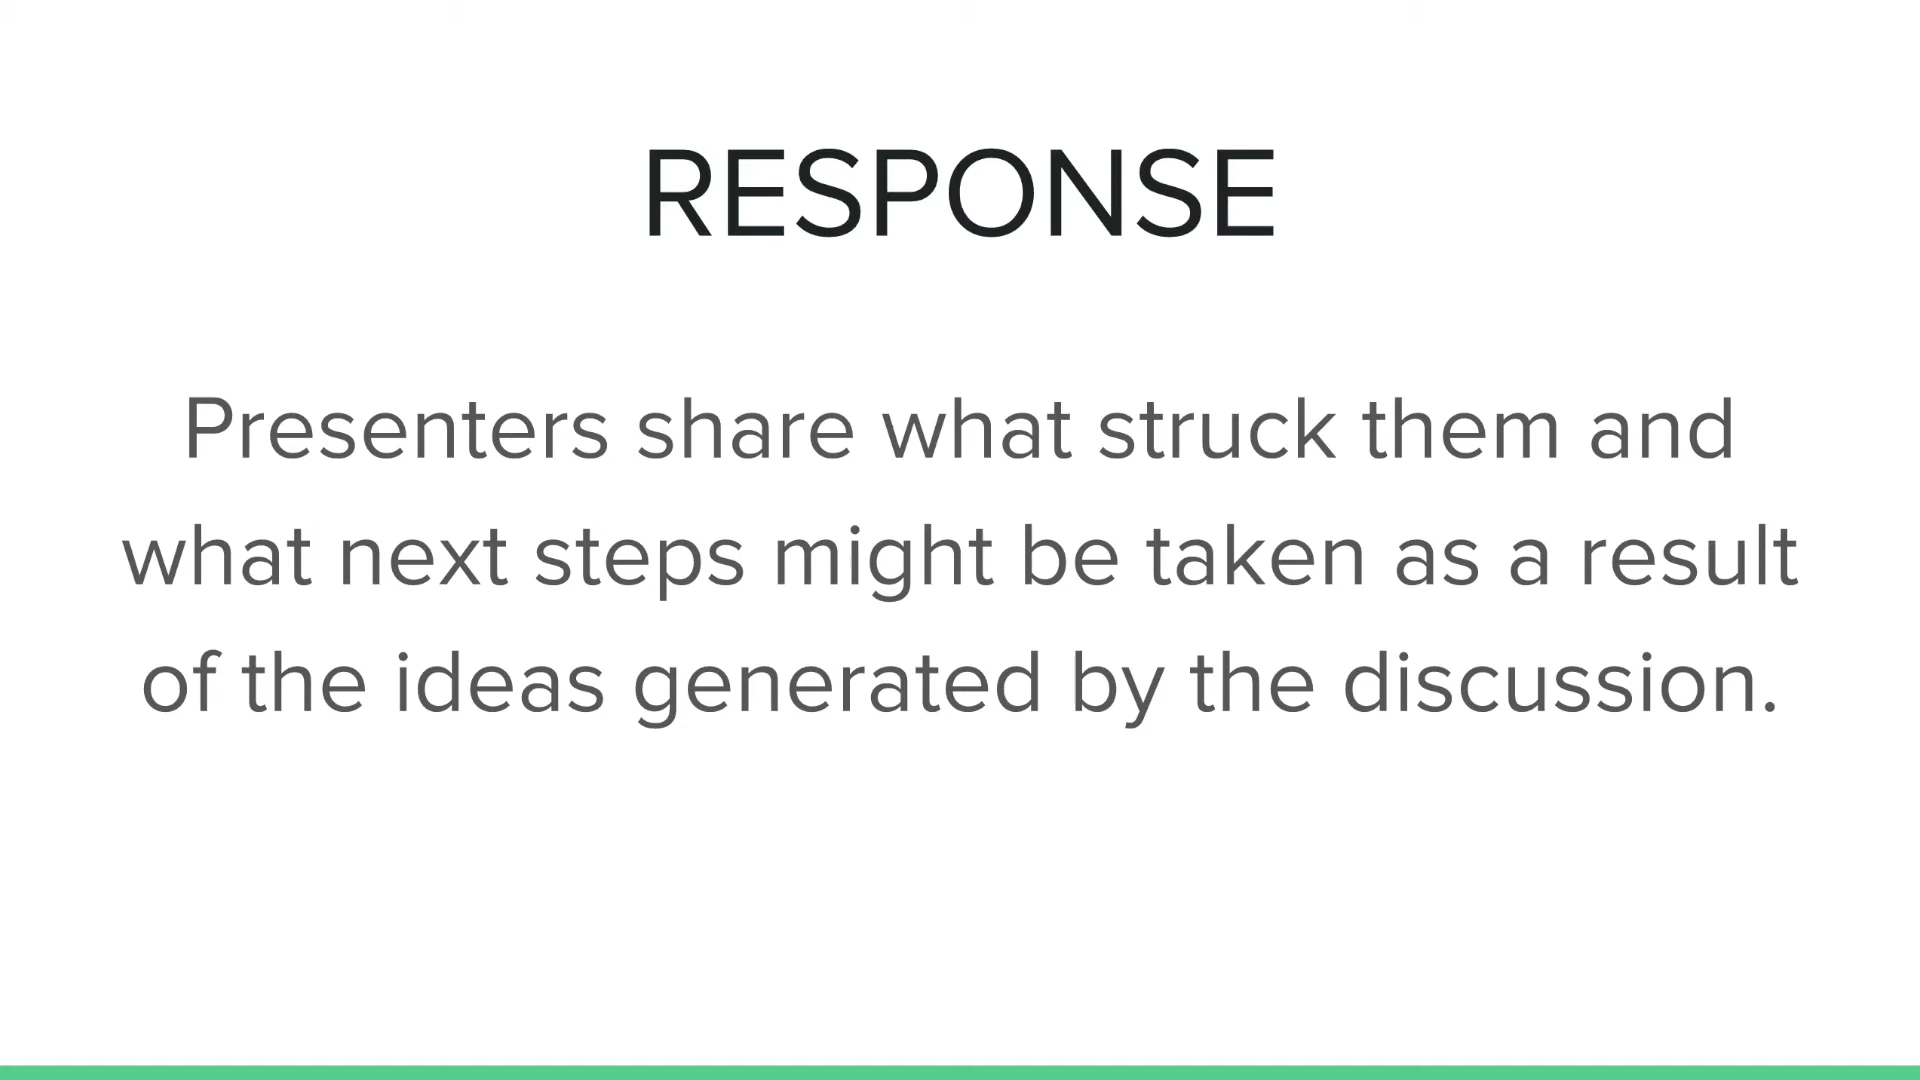 RESPONSE
Presenters share what struck them and
what next steps might be taken as a result
of the ideas generated by the discussion.